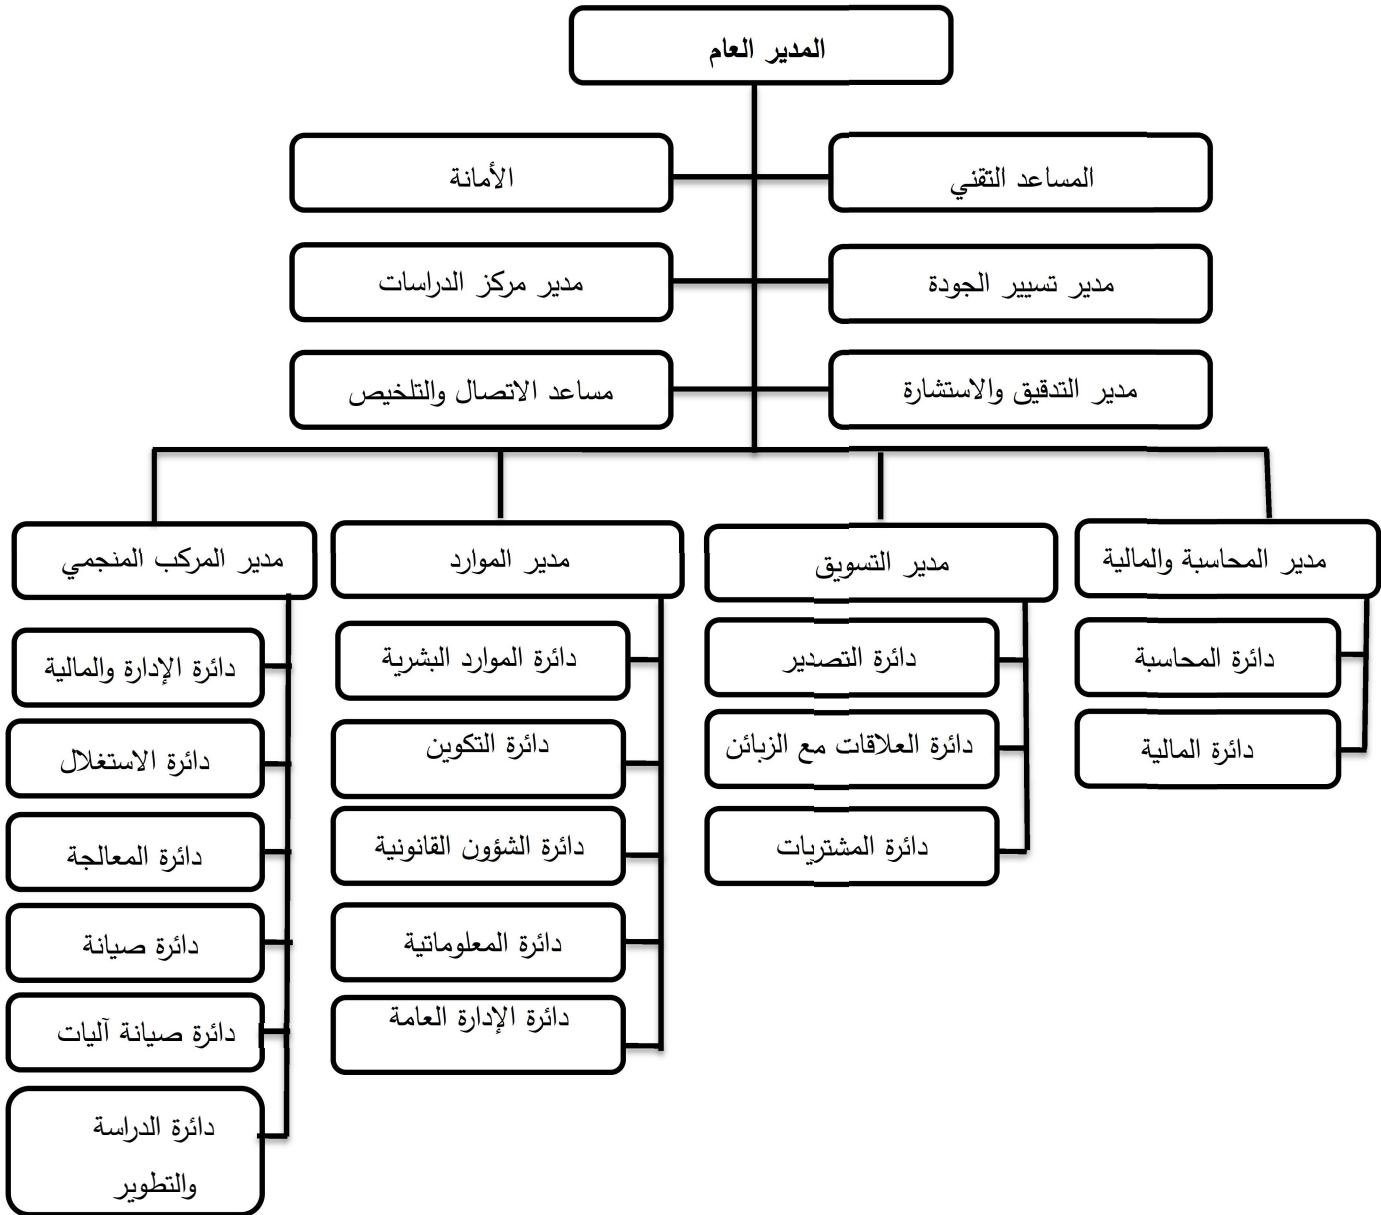 المدير العام
المساعد التقني
الأمانة
مدير تسيير الجودة
مدير مركز الدراسات
مدير التدقيق والاستشارة
مساعد الاتصال والتلخيص
مدير المحاسبة والمالية
دائرة المحاسبة
دائرة المالية
مدير التسويق
دائرة التصدير
دائرة العلاقات مع الزبائن
دائرة المشتريات
مدير الموارد
دائرة الموارد البشرية
دائرة التكوين
دائرة الشؤون القانونية
دائرة المعلوماتية
دائرة الإدارة العامة
مدير المركب المنجمي
دائرة الإدارة والمالية
دائرة الاستغلال
دائرة المعالجة
دائرة صيانة
دائرة صيانة آليات
دائرة الدراسة
والتطوير